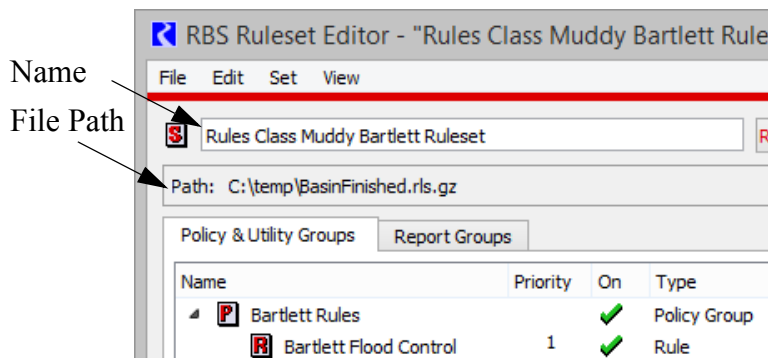 RBS Ruleset Editor - "Rules Class Muddy Bartlett Rule
Name
File Edit Set View
File Path
S Rules Class Muddy Bartlett Ruleset R
Path: C:\temp\BasinFinished.rls.gz
Policy & Utility Groups Report Groups
Name Priority On Type
P Bartlett Rules Policy Group
R Bartlett Flood Control 1 Rule